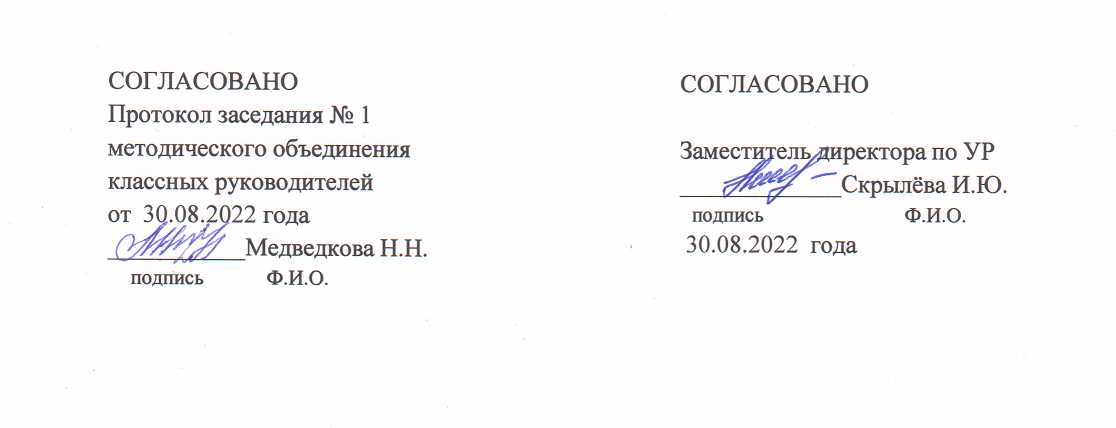 СОГЛАСОВАНО
Протокол заседания № 1
методического объединения
классных руководителей
от 30.08.2022 года
____________Медведкова Н.Н.
подпись Ф.И.О.
СОГЛАСОВАНО
Заместитель директора по УР
______________Скрылёва И.Ю.
подпись Ф.И.О.
30.08.2022 года